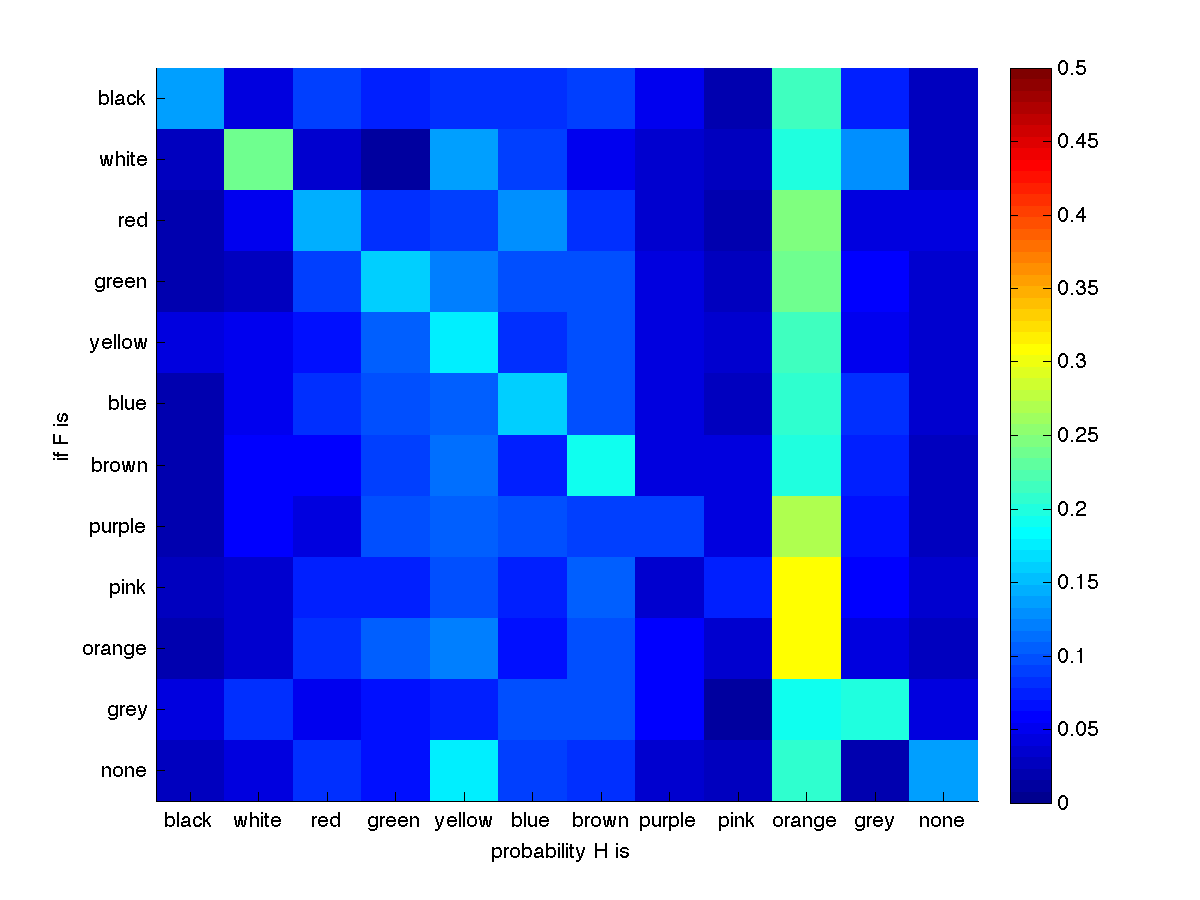 if F is
black
white
red
green
yellow
blue
brown
purple
pink
orange
grey
none
black white red green yellow blue brown purple pink orange grey none
probability H is
0.5
0.45
0.4
0.35
0.3
0.25
0.2
0.15
0.1
0.05
0